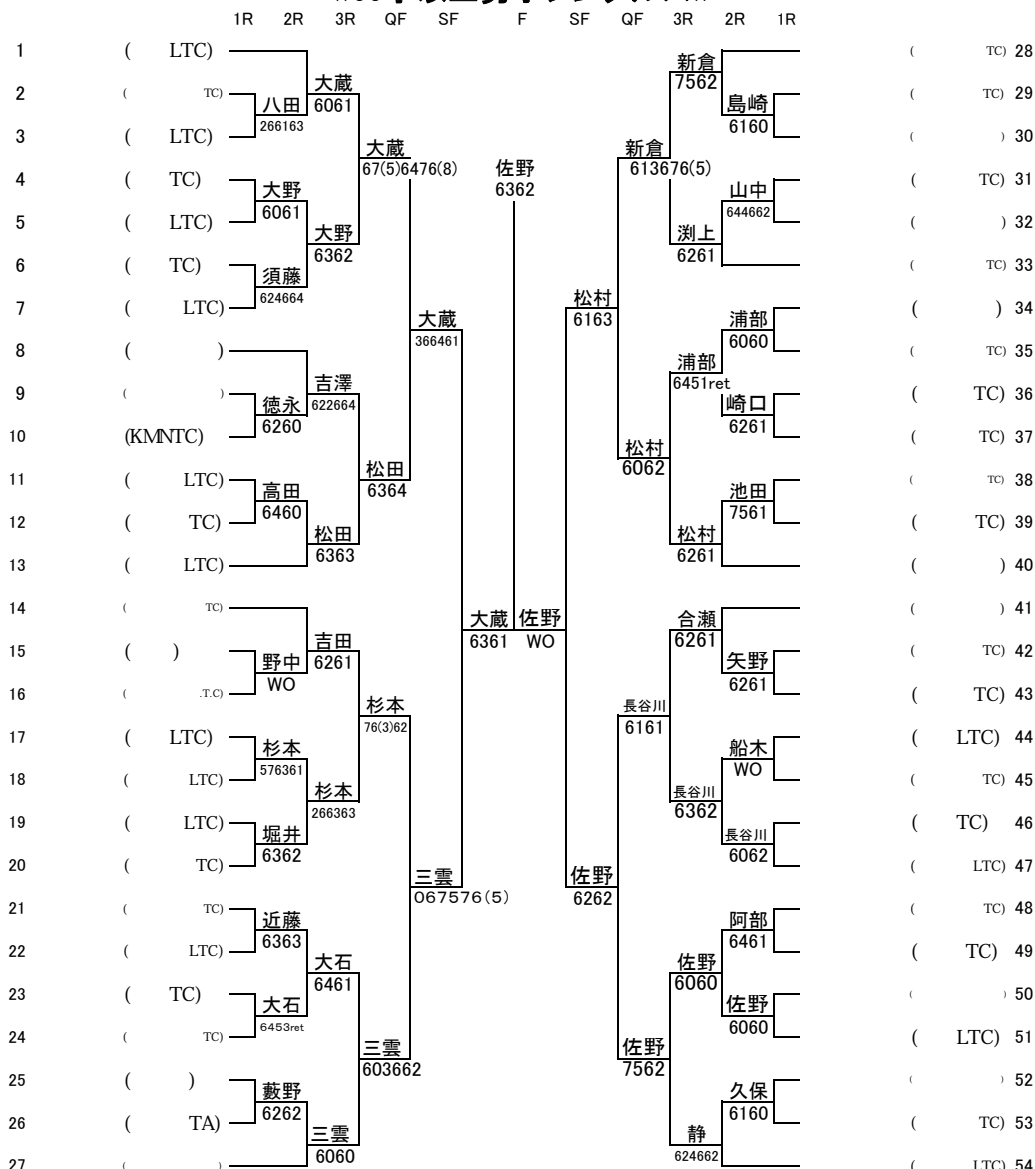 1R 2R 3R QF SF F SF QF 3R 2R 1R
1 ( LTC)
2 ( TC)
3 ( LTC)
4 ( TC)
5 ( LTC)
6 ( TC)
7 ( LTC)
8 ( )
9 ( )
10 (KMNTC)
11 ( LTC)
12 ( TC)
13 ( LTC)
14 ( TC)
15 ( )
16 ( .T.C)
17 ( LTC)
18 ( LTC)
19 ( LTC)
20 ( TC)
21 ( TC)
22 ( LTC)
23 ( TC)
24 ( TC)
25 ( )
26 ( TA)
27 ( )
八田
266163
大野
6061
須藤
624664
徳永
6260
高田
6460
野中
WO
杉本
576361
堀井
6362
近藤
6363
大石
6453ret
藪野
6262
大蔵
6061
大野
6362
吉澤
622664
松田
6363
吉田
6261
杉本
266363
大石
6461
三雲
6060
大蔵
67(5)6476(8)
松田
6364
杉本
76(3)62
三雲
603662
大蔵
366461
三雲
067576(5)
大蔵
6361
佐野
6362
佐野
WO
松村
6163
佐野
6262
新倉
613676(5)
松村
6062
長谷川
6161
佐野
7562
新倉
7562
渕上
6261
浦部
6451ret
松村
6261
合瀬
6261
長谷川
6362
佐野
6060
静
624662
島崎
6160
山中
644662
浦部
6060
崎口
6261
池田
7561
矢野
6261
船木
WO
長谷川
6062
阿部
6461
佐野
6060
久保
6160
( TC) 28
( TC) 29
( ) 30
( TC) 31
( ) 32
( TC) 33
( ) 34
( TC) 35
( TC) 36
( TC) 37
( TC) 38
( TC) 39
( ) 40
( ) 41
( TC) 42
( TC) 43
( LTC) 44
( TC) 45
( TC) 46
( LTC) 47
( TC) 48
( TC) 49
( ) 50
( LTC) 51
( ) 52
( TC) 53
( LTC) 54